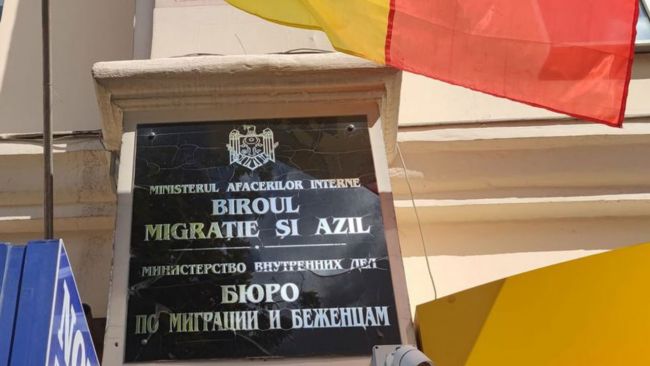 MINISTERUL AFACERILOR INTERNE
BIROUL
MIGRAȚIE ȘI AZIL
МИНИСТЕРСТВО ВНУТРЕННИХ ДЕЛ
БЮРО
ПО МИГРАЦИИ И БЕЖЕНЦАМ